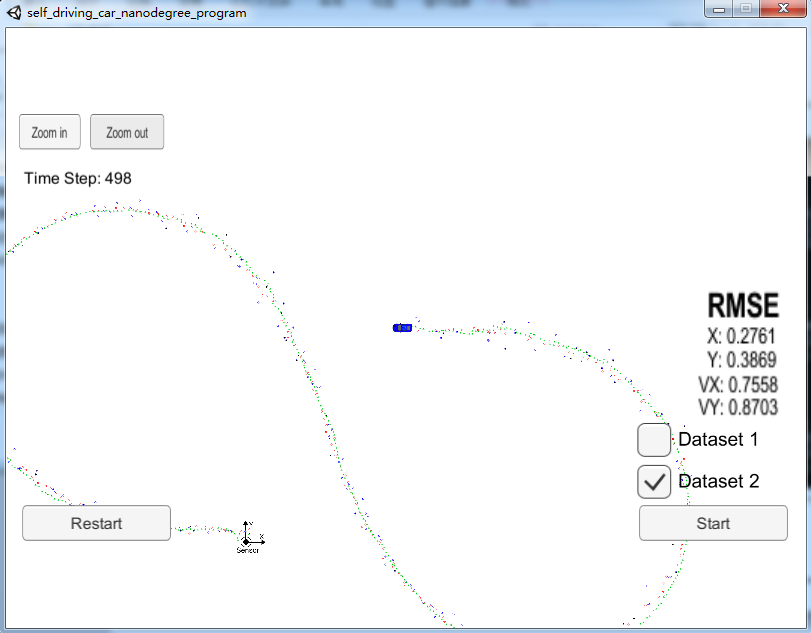 self_driving_car_nanodegree_program
Zoom in
Zoom out
Time Step: 498
RMSE
X: 0.2761
Y: 0.3869
VX: 0.7558
VY: 0.8703
Dataset 1
Dataset 2
Restart
Start
Y
X
Sensor